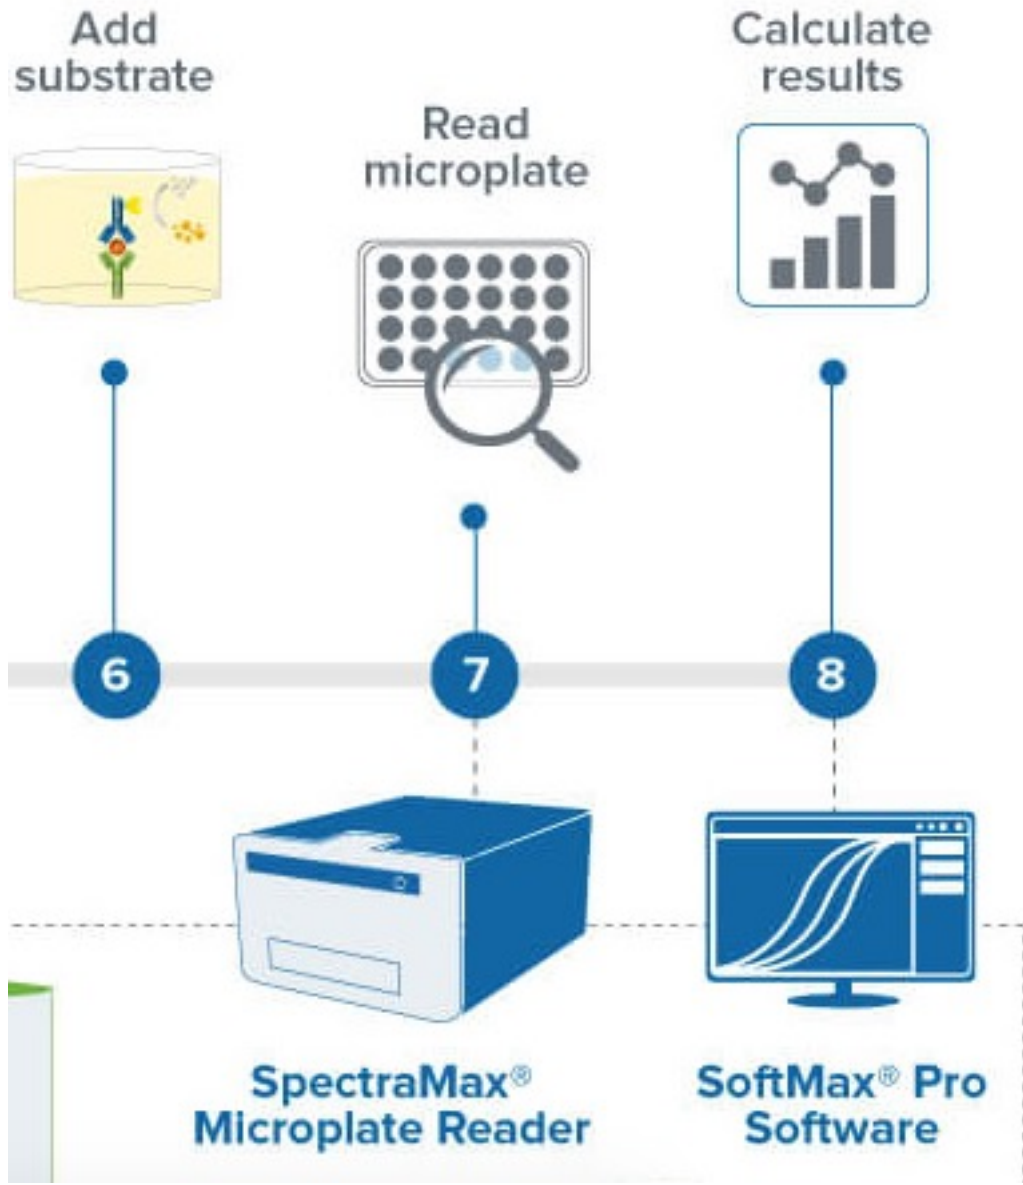 Add
substrate
Read
microplate
Calculate
results
6
7
8
SpectraMax®
Microplate Reader
SoftMax® Pro
Software